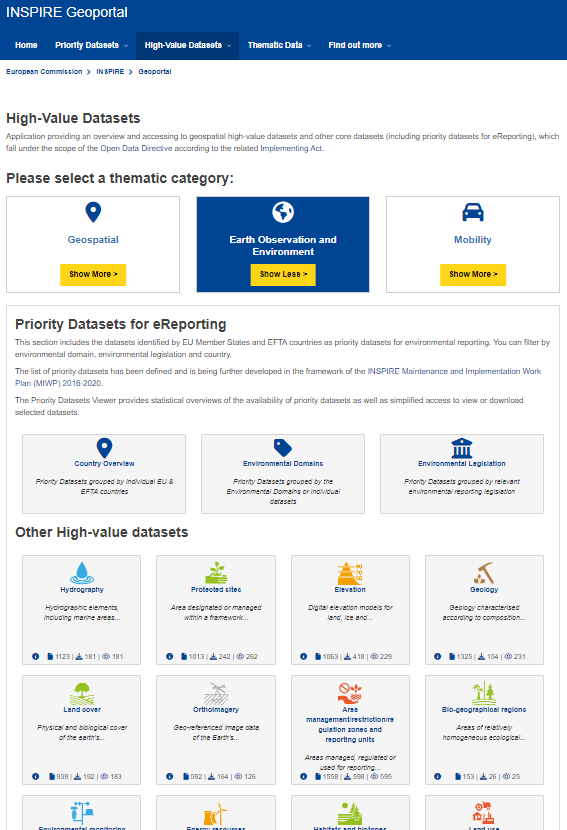 INSPIRE Geoportal
Home Priority Datasets High-Value Datasets Thematic Data Find out more
European Commission > INSPIRE > Geoportal
High-Value Datasets
Application providing an overview and accessing to geospatial high-value datasets and other core datasets (including priority datasets for eReporting), which
fall under the scope of the Open Data Directive according to the related Implementing Act.
Please select a thematic category:
Geospatial
Show More >
Earth Observation and
Environment
Show Less >
Mobility
Show More >
Priority Datasets for eReporting
This section includes the datasets identified by EU Member States and EFTA countries as priority datasets for environmental reporting. You can filter by
environmental domain, environmental legislation and country.
The list of priority datasets has been defined and is being further developed in the framework of the INSPIRE Maintenance and Implementation Work
Plan (MIWP) 2016-2020.
The Priority Datasets Viewer provides statistical overviews of the availability of priority datasets as well as simplified access to view or download
selected datasets.
Country Overview
Priority Datasets grouped by individual EU &
EFTA countries
Environmental Domains
Priority Datasets grouped by the
Environmental Domains or individual
datasets
Environmental Legislation
Priority Datasets grouped by relevant
environmental reporting legislation
Other High-value datasets
Hydrography
Hydrographic elements,
including marine areas...
1123 | 181 | 181
Protected sites
Area designated or managed
within a framework...
1013 | 242 | 262
Elevation
Digital elevation models for
land, ice and...
1063 | 418 | 229
Geology
Geology characterised
according to composition...
1325 | 154 | 231
Land cover
Physical and biological cover
of the earth's...
939 | 192 | 183
Orthoimagery
Geo-referenced image data
of the Earth's...
592 | 164 | 126
Area
management/restriction/re
gulation zones and
reporting units
Areas managed, regulated or
used for reporting...
1558 | 598 | 595
Bio-geographical regions
Areas of relatively
homogeneous ecological...
153 | 26 | 25
Environmental monitoring
Energy resources
Habitats and biotopes
Land use